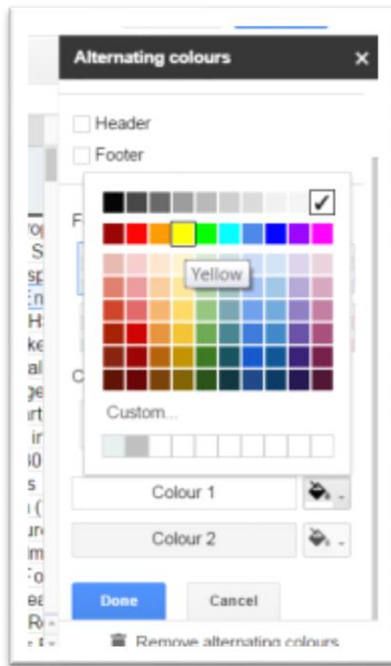 Alternating colours ×
Header
Footer
Yellow
Custom...
Colour 1
Colour 2
Done Cancel
Remove alternating colours